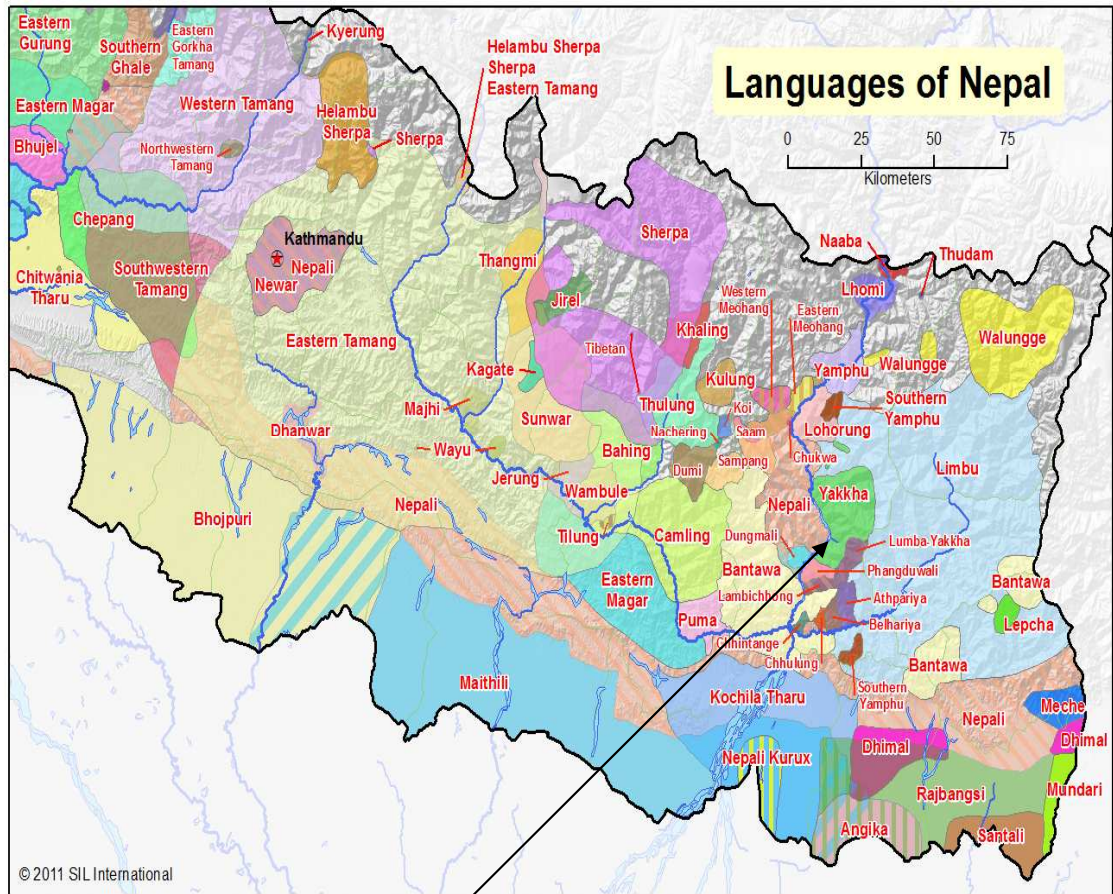 Languages of Nepal
0 25 50 75
Kilometers
Eastern
Gurung
Southern
Ghale
Eastern
Gorkha
Tamang
Kyerung
Helambu Sherpa
Sherpa
Eastern Tamang
Eastern Magar
Western Tamang
Helambu
Sherpa
Sherpa
Bhujel
Northwestern
Tamang
Chepang
Kathmandu
Nepali
Newar
Chitwania
Tharu
Southwestern
Tamang
Thangmi
Sherpa
Naaba
Thudam
Lhomi
Jirel
Western
Meohang
Eastern
Meohang
Walungge
Eastern Tamang
Tibetan
Khaling
Yamphu
Walungge
Kagate
Kulung
Southern
Yamphu
Majhi
Sunwar
Thulung
Koi
Lohorung
Dhanwar
Nachering
Saam
Wayu
Bahing
Sampang
Chukwa
Limbu
Dumi
Jerung
Wambule
Nepali
Yakkha
Bhojpuri
Nepali
Tilung
Camling
Dungmali
Lumba-Yakkha
Bantawa
Phangduwali
Eastern
Magar
Lambichhong
Athpariya
Bantawa
Puma
Belhariya
Lepcha
Chhintange
Chhulung
Bantawa
Maithili
Southern
Yamphu
Kochila Tharu
Nepali
Meche
Dhimal
Dhimal
Nepali Kurux
Rajbangsi
Mundari
Angika
Santali
© 2011 SIL International